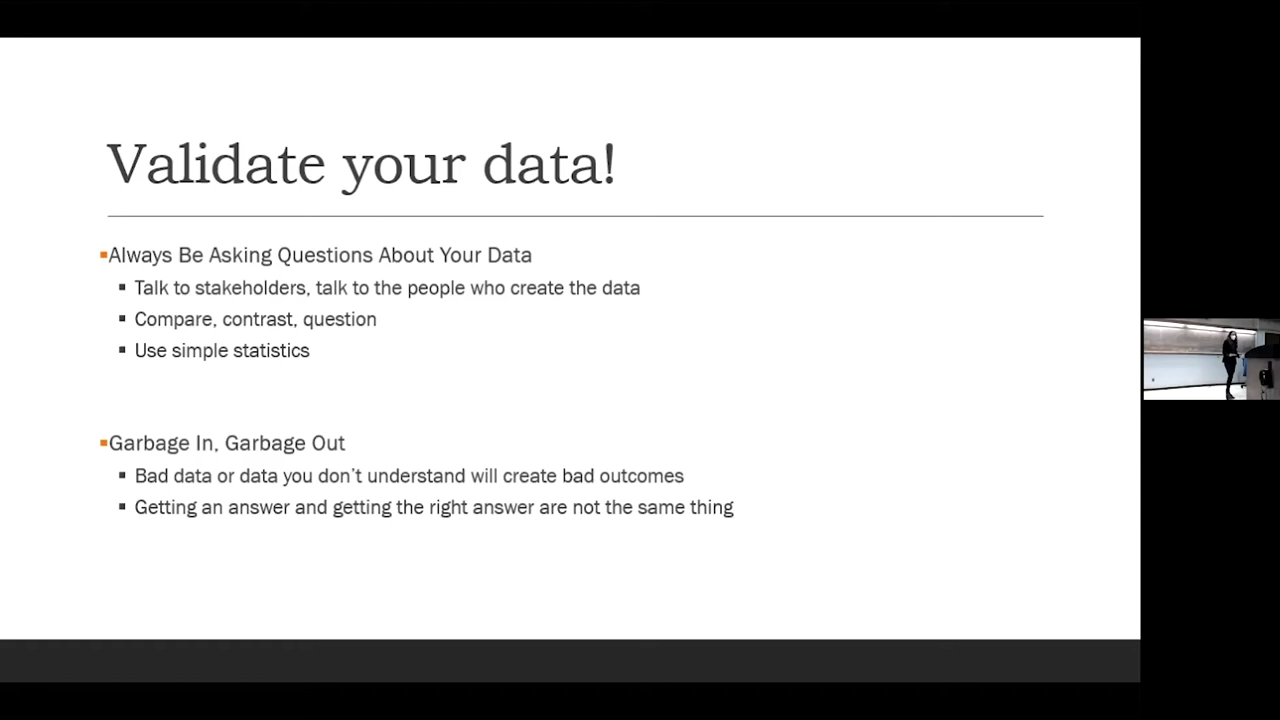 Validate your data!
Always Be Asking Questions About Your Data
Talk to stakeholders, talk to the people who create the data
Compare, contrast, question
Use simple statistics
Garbage In, Garbage Out
Bad data or data you don’t understand will create bad outcomes
Getting an answer and getting the right answer are not the same thing